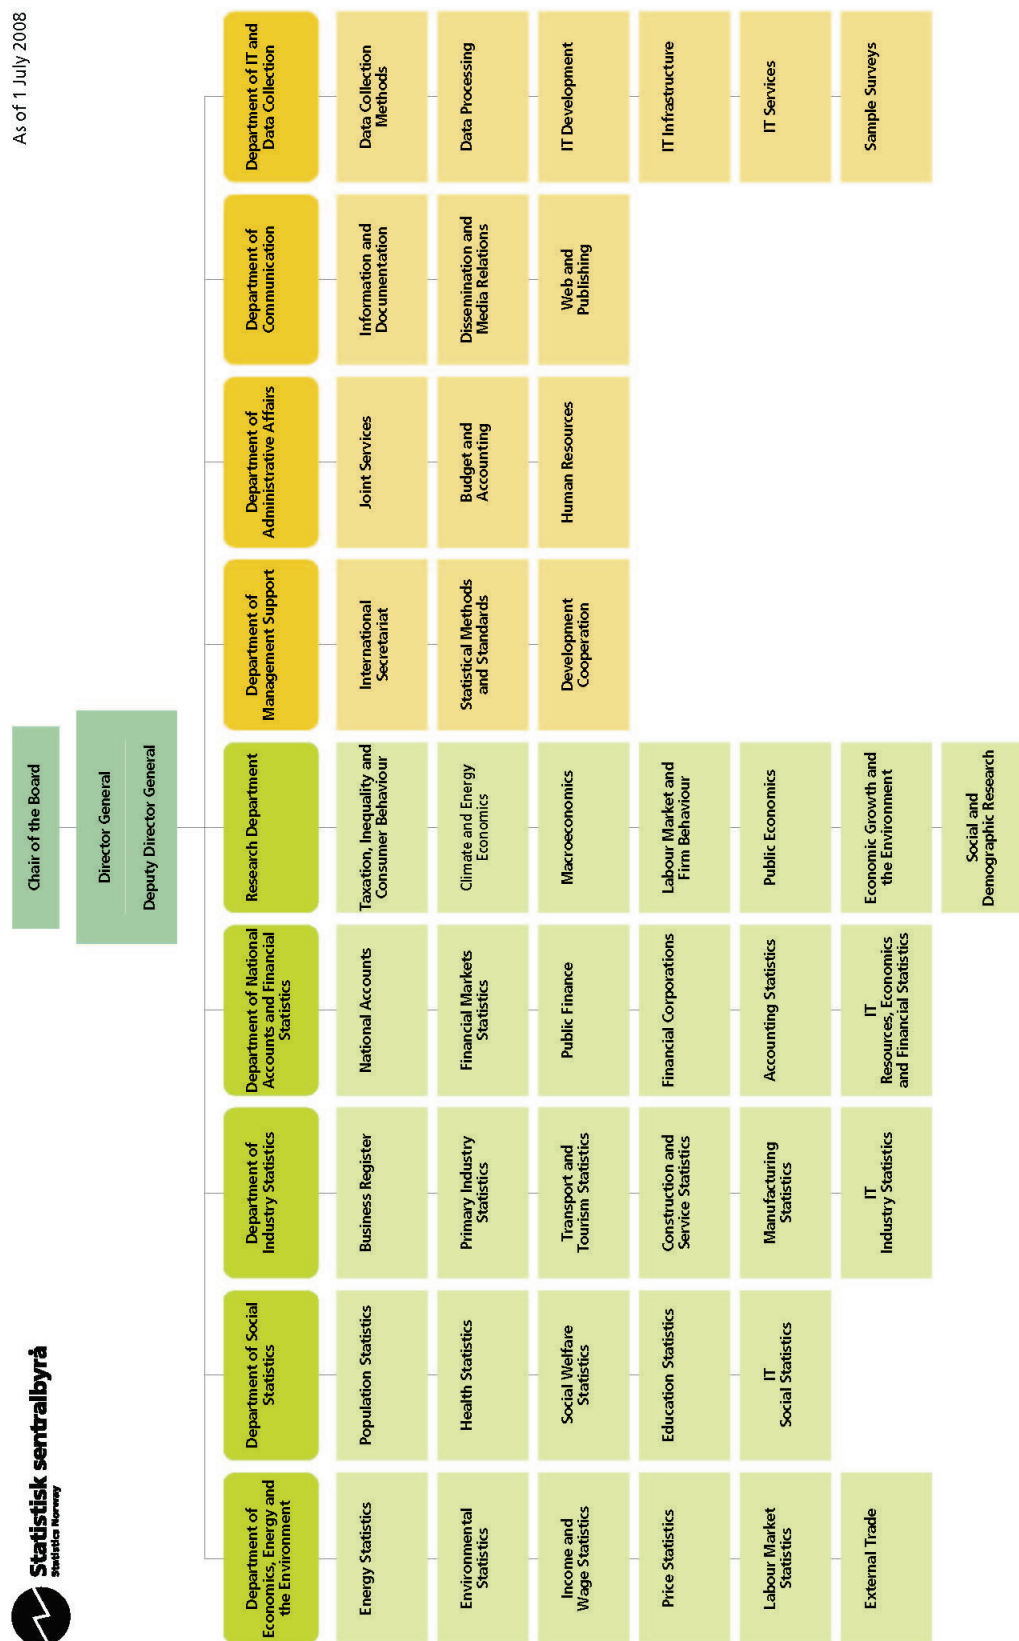 Statistisk sentralbyrå
Statistics Norway
As of 1 July 2008
Chair of the Board
Director General
Deputy Director General
Department of
Economics, Energy and
the Environment
Energy Statistics
Environmental
Statistics
Income and
Wage Statistics
Price Statistics
Labour Market
Statistics
External Trade
Department of Social
Statistics
Population Statistics
Health Statistics
Social Welfare
Statistics
Education Statistics
IT
Social Statistics
Department of
Industry Statistics
Business Register
Primary Industry
Statistics
Transport and
Tourism Statistics
Construction and
Service Statistics
Manufacturing
Statistics
IT
Industry Statistics
Department of National
Accounts and Financial
Statistics
National Accounts
Financial Markets
Statistics
Public Finance
Financial Corporations
Accounting Statistics
IT
Resources, Economics
and Financial Statistics
Research Department
Taxation, Inequality and
Consumer Behaviour
Climate and Energy
Economics
Macroeconomics
Labour Market and
Firm Behaviour
Public Economics
Economic Growth and
the Environment
Social and
Demographic Research
Department of
Management Support
International
Secretariat
Statistical Methods
and Standards
Development
Cooperation
Department of
Administrative Affairs
Joint Services
Budget and
Accounting
Human Resources
Department of
Communication
Information and
Documentation
Dissemination and
Media Relations
Web and
Publishing
Department of IT and
Data Collection
Data Collection
Methods
Data Processing
IT Development
IT Infrastructure
IT Services
Sample Surveys